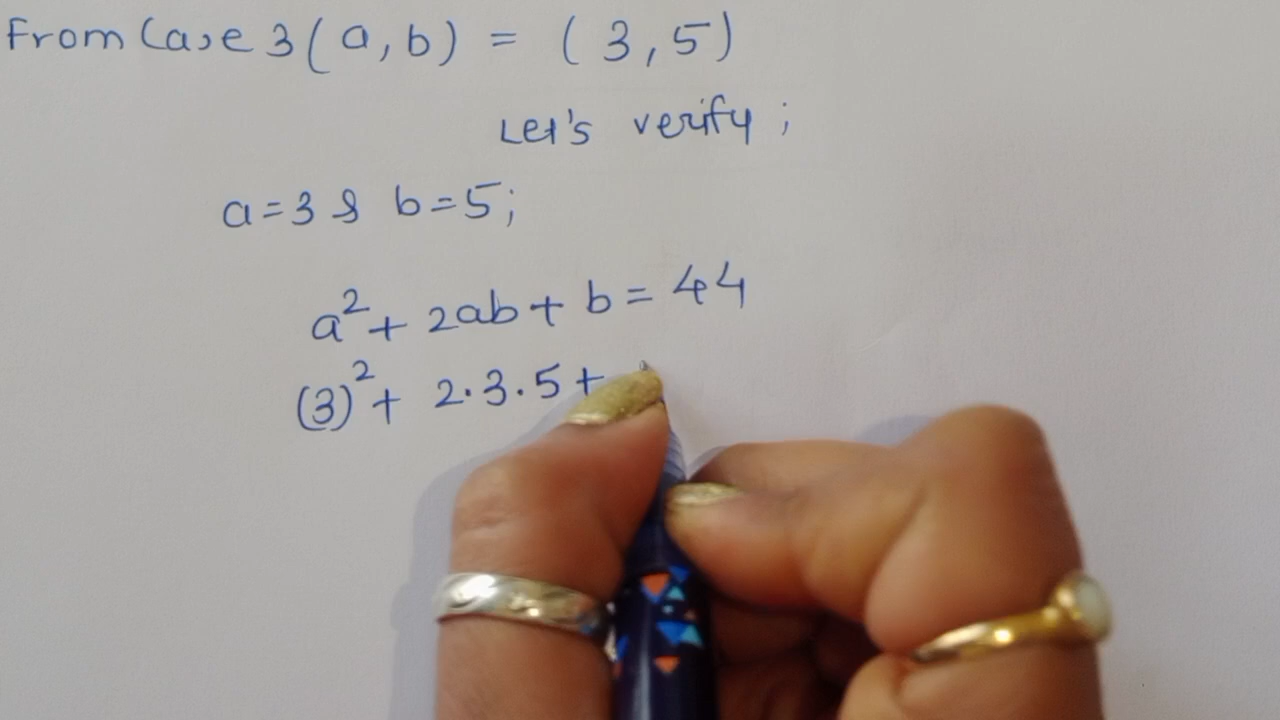 From Case 3 (a, b) = (3, 5)
Let's verify ;
a = 3 & b = 5 ;
a² + 2ab + b = 44
(3)² + 2·3·5 +